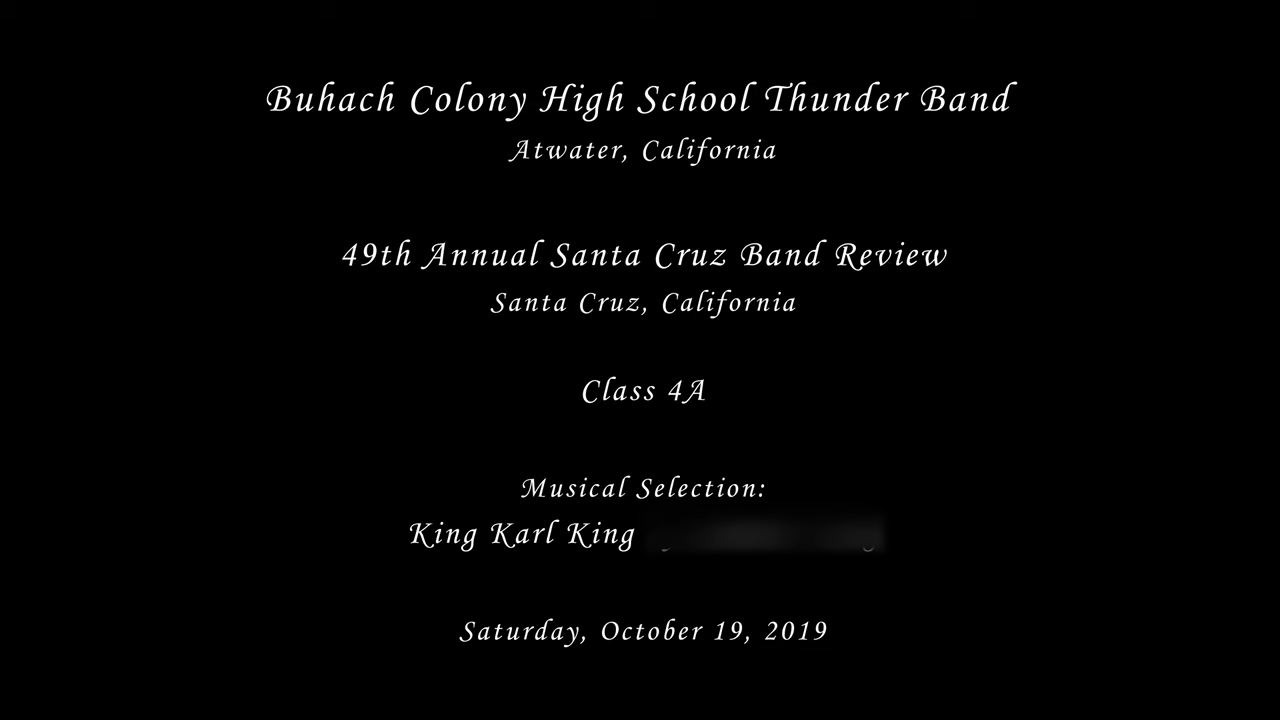 Buhach Colony High School Thunder Band
Atwater, California
49th Annual Santa Cruz Band Review
Santa Cruz, California
Class 4A
Musical Selection:
King Karl King
Saturday, October 19, 2019